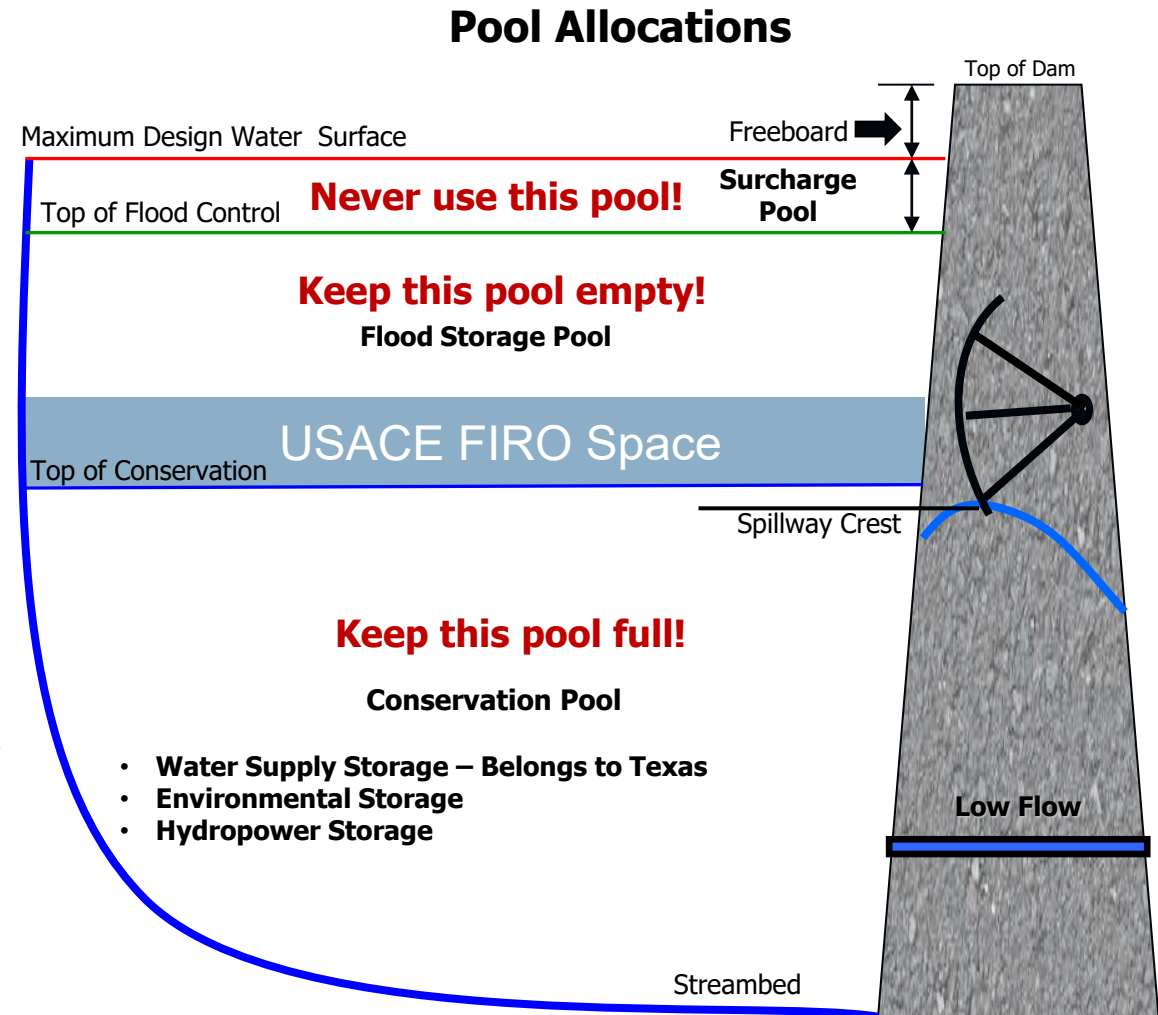 Pool Allocations
Top of Dam
Maximum Design Water Surface
Freeboard
Never use this pool!
Surcharge
Pool
Top of Flood Control
Keep this pool empty!
Flood Storage Pool
USACE FIRO Space
Top of Conservation
Spillway Crest
Keep this pool full!
Conservation Pool
• Water Supply Storage – Belongs to Texas
• Environmental Storage
• Hydropower Storage
Low Flow
Streambed